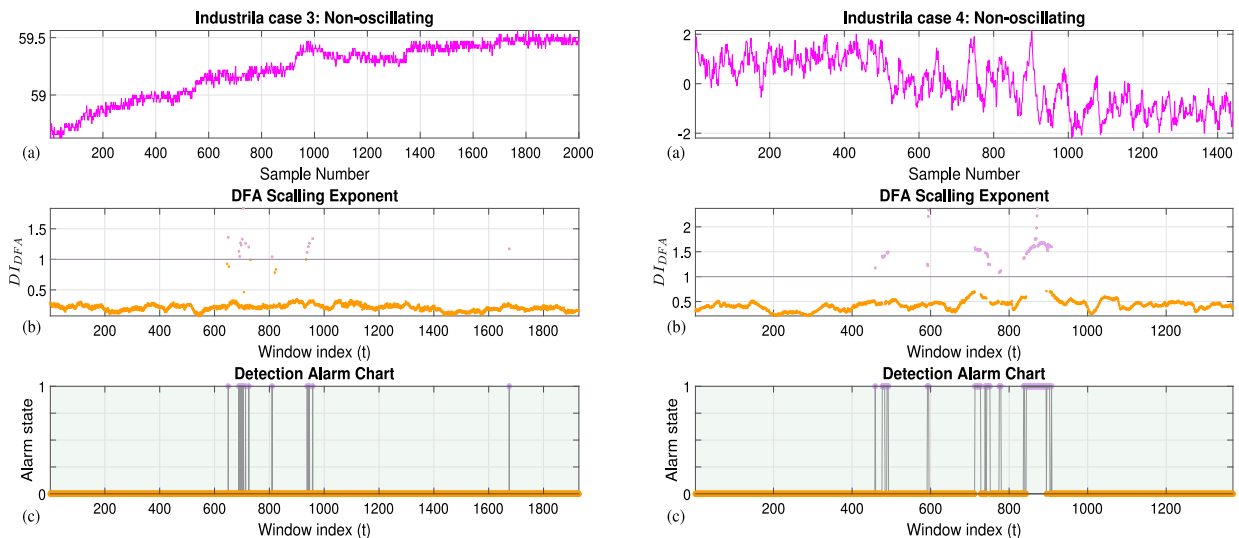 Industrila case 3: Non-oscillating
59.5
59
200 400 600 800 1000 1200 1400 1600 1800 2000
(a) Sample Number
DFA Scalling Exponent
1.5
1
0.5
DI_DFA
200 400 600 800 1000 1200 1400 1600 1800
(b) Window index (t)
Detection Alarm Chart
1
0
Alarm state
200 400 600 800 1000 1200 1400 1600 1800
(c) Window index (t)
Industrila case 4: Non-oscillating
2
0
-2
200 400 600 800 1000 1200 1400
(a) Sample Number
DFA Scalling Exponent
2
1.5
1
0.5
DI_DFA
200 400 600 800 1000 1200
(b) Window index (t)
Detection Alarm Chart
1
0
Alarm state
200 400 600 800 1000 1200
(c) Window index (t)